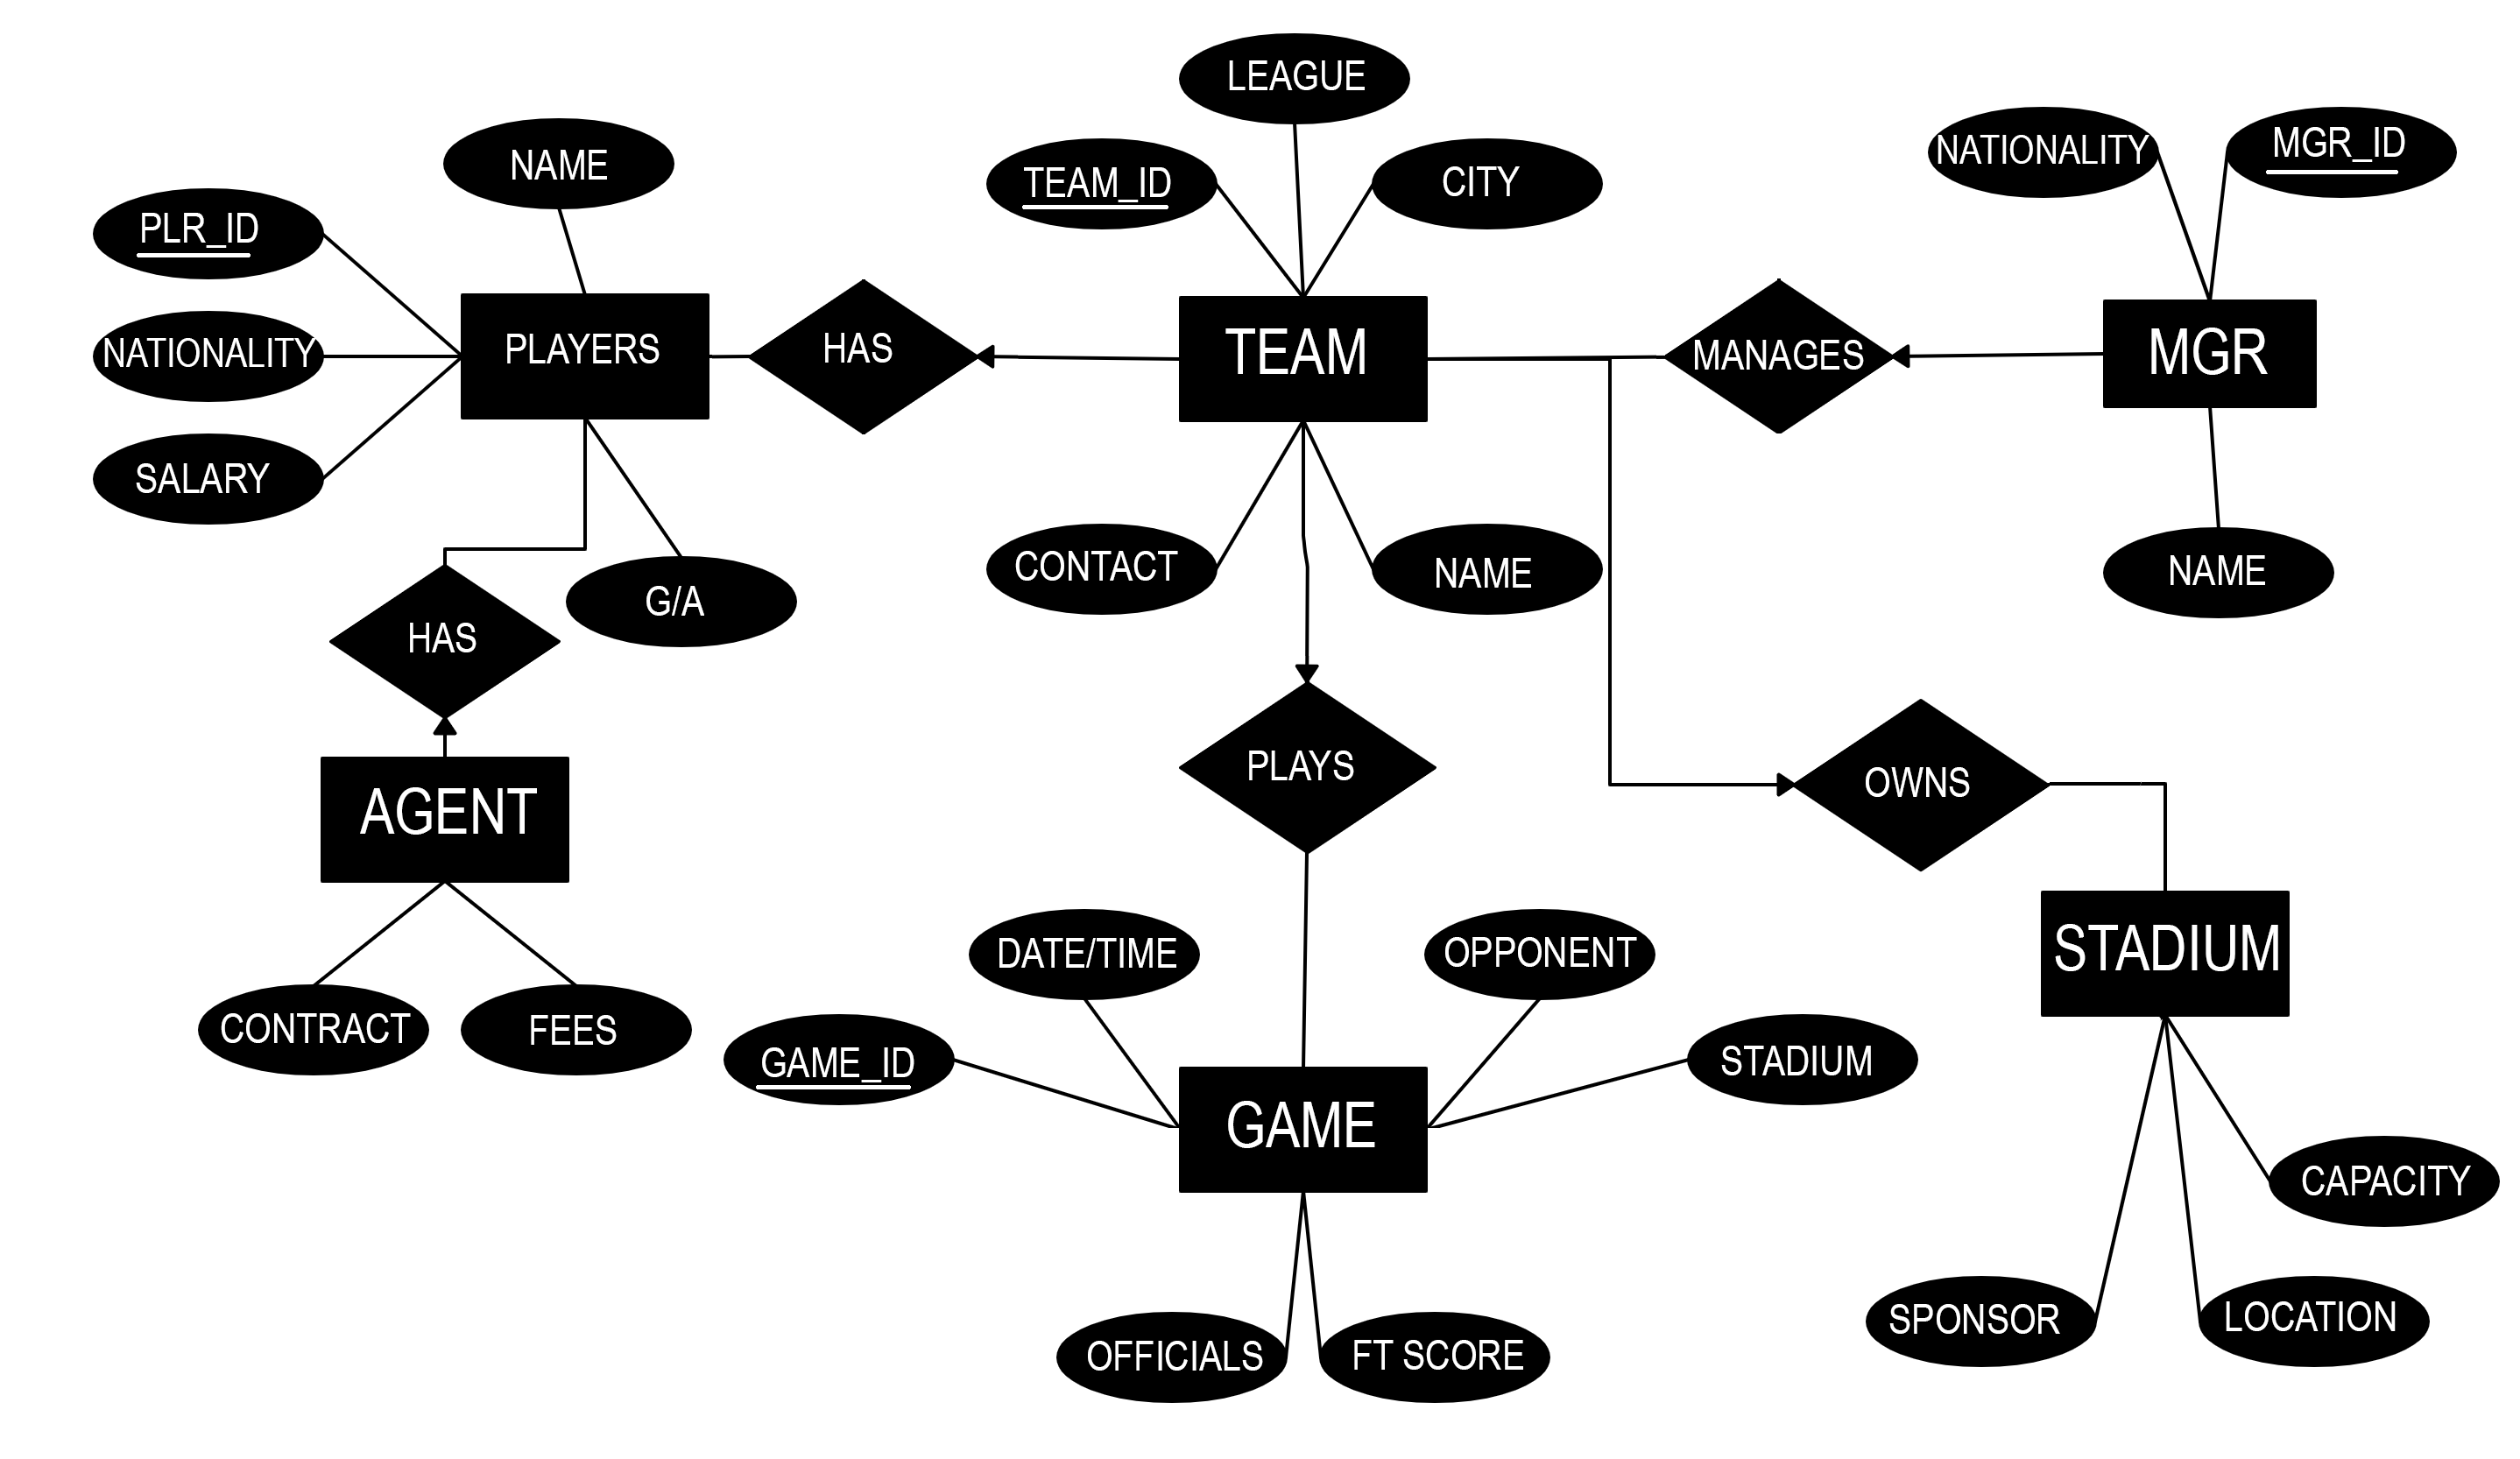 LEAGUE
NATIONALITY
MGR_ID
NAME
TEAM_ID
CITY
PLR_ID
PLAYERS
HAS
TEAM
MANAGES
MGR
NATIONALITY
SALARY
CONTACT
NAME
NAME
G/A
HAS
PLAYS
OWNS
AGENT
STADIUM
DATE/TIME
OPPONENT
CONTRACT
FEES
GAME_ID
STADIUM
GAME
CAPACITY
SPONSOR
LOCATION
OFFICIALS
FT SCORE